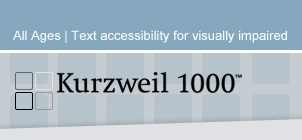 All Ages | Text accessibility for visually impaired
Kurzweil 1000™